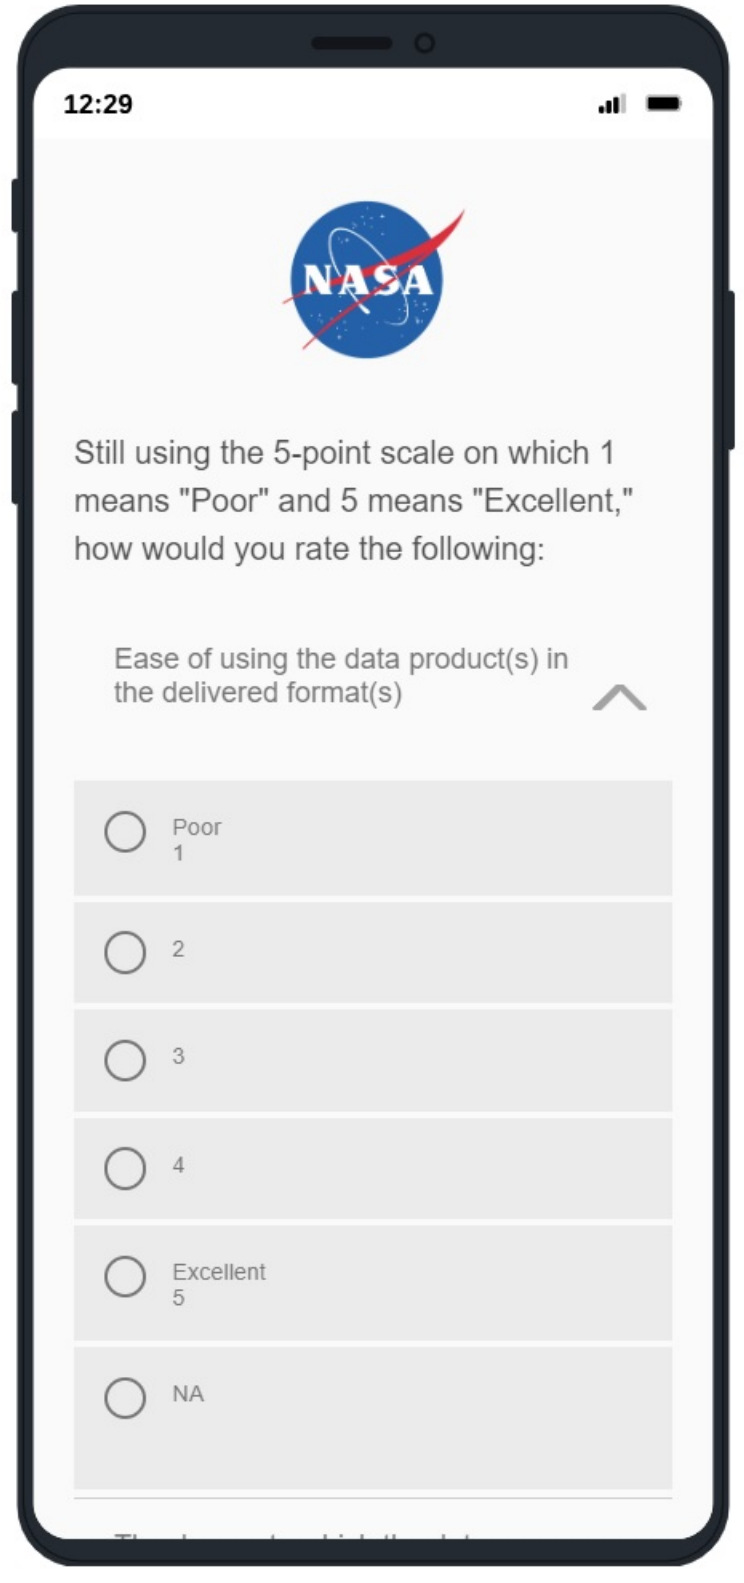 12:29
NASA
Still using the 5-point scale on which 1
means "Poor" and 5 means "Excellent,"
how would you rate the following:
Ease of using the data product(s) in
the delivered format(s)
Poor
1
2
3
4
Excellent
5
NA